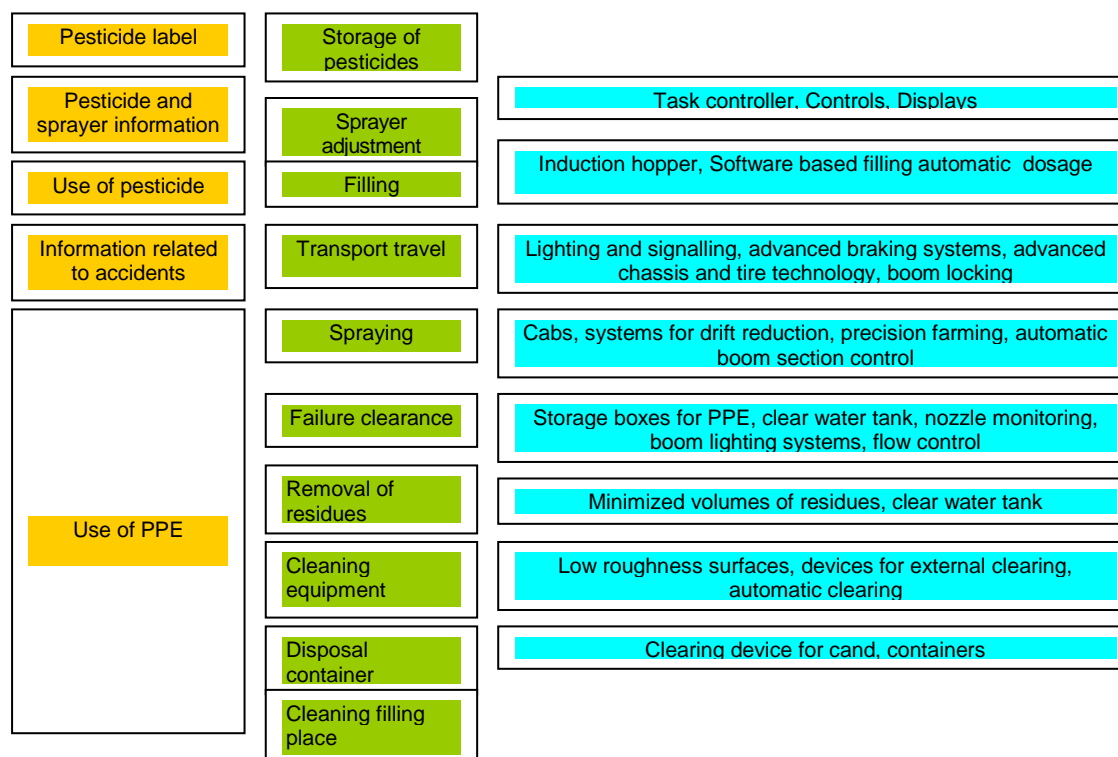 Pesticide label
Pesticide and
sprayer information
Use of pesticide
Information related
to accidents
Use of PPE
Storage of
pesticides
Sprayer
adjustment
Filling
Transport travel
Spraying
Failure clearance
Removal of
residues
Cleaning
equipment
Disposal
container
Cleaning filling
place
Task controller, Controls, Displays
Induction hopper, Software based filling automatic dosage
Lighting and signalling, advanced braking systems, advanced
chassis and tire technology, boom locking
Cabs, systems for drift reduction, precision farming, automatic
boom section control
Storage boxes for PPE, clear water tank, nozzle monitoring,
boom lighting systems, flow control
Minimized volumes of residues, clear water tank
Low roughness surfaces, devices for external clearing,
automatic clearing
Clearing device for cand, containers